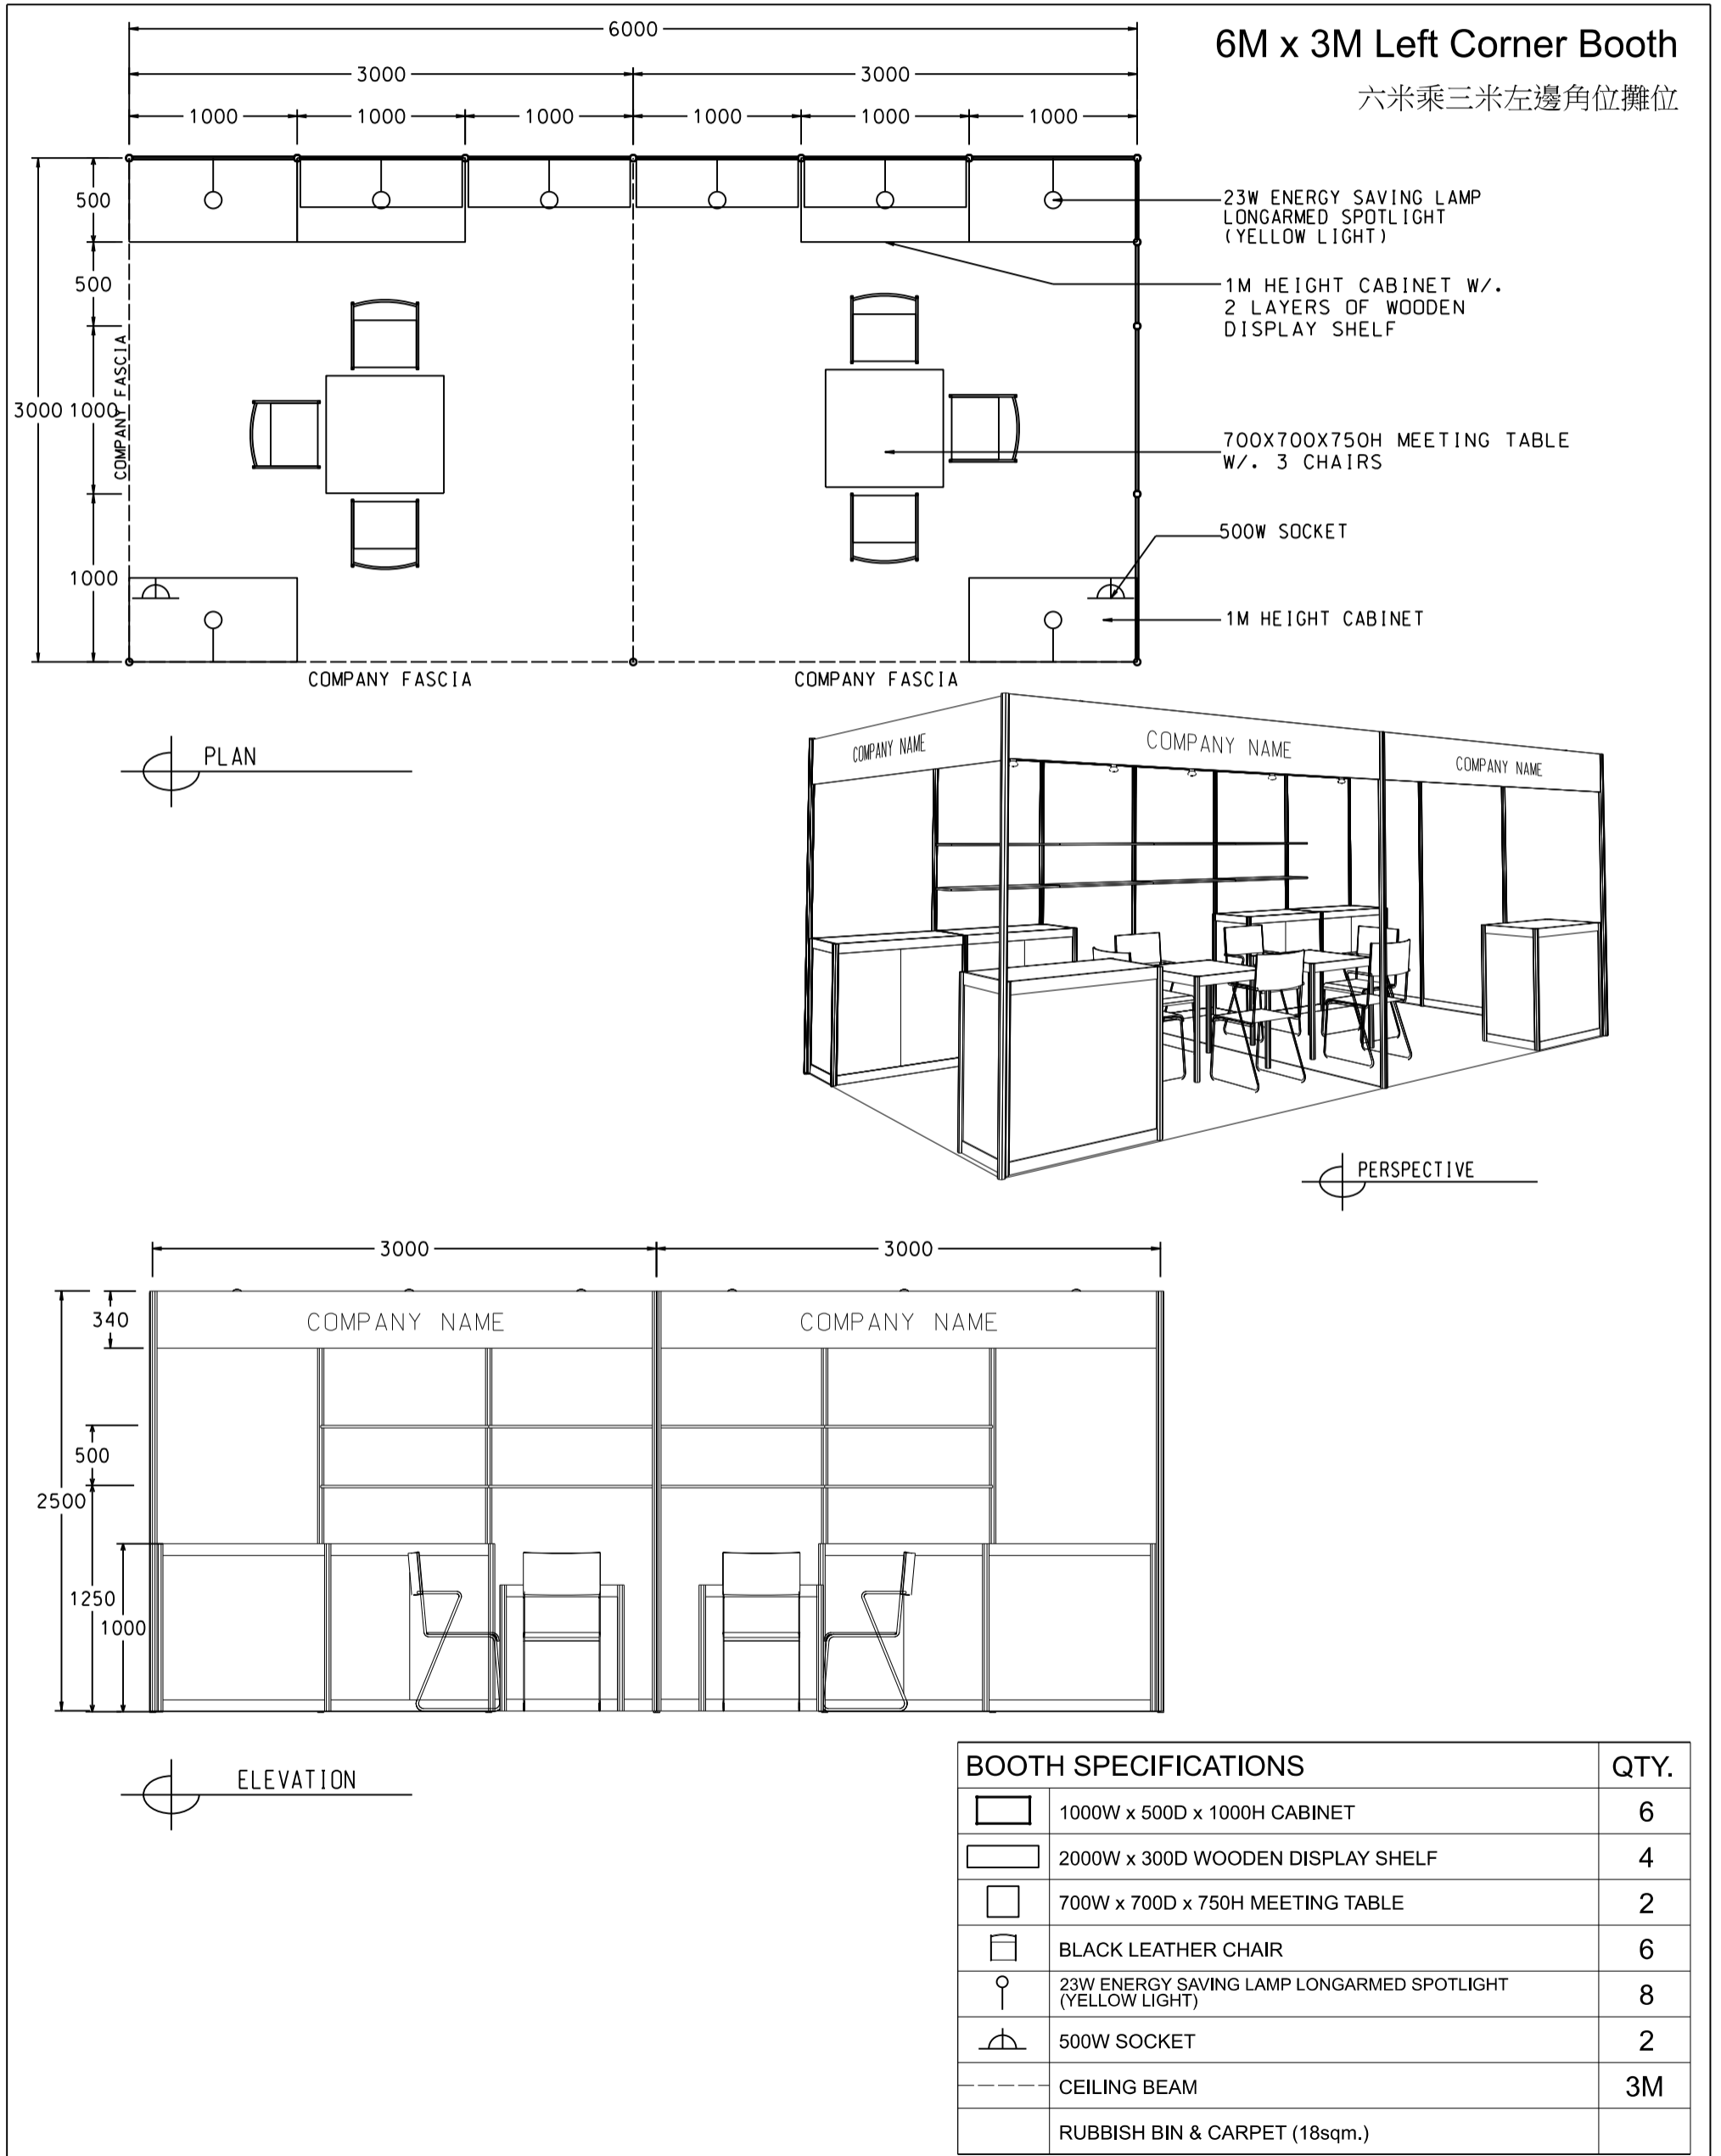 6M x 3M Left Corner Booth
六米乘三米左邊角位攤位
6000
3000
3000
1000
1000
1000
1000
1000
1000
500
500
3000
1000
1000
COMPANY FASCIA
23W ENERGY SAVING LAMP
LONGARMED SPOTLIGHT
(YELLOW LIGHT)
1M HEIGHT CABINET W/.
2 LAYERS OF WOODEN
DISPLAY SHELF
700X700X750H MEETING TABLE
W/. 3 CHAIRS
500W SOCKET
1M HEIGHT CABINET
COMPANY FASCIA
COMPANY FASCIA
PLAN
COMPANY NAME
COMPANY NAME
COMPANY NAME
PERSPECTIVE
3000
3000
340
COMPANY NAME
COMPANY NAME
500
2500
1250
1000
ELEVATION
BOOTH SPECIFICATIONS QTY.
1000W x 500D x 1000H CABINET 6
2000W x 300D WOODEN DISPLAY SHELF 4
700W x 700D x 750H MEETING TABLE 2
BLACK LEATHER CHAIR 6
23W ENERGY SAVING LAMP LONGARMED SPOTLIGHT
(YELLOW LIGHT) 8
500W SOCKET 2
CEILING BEAM 3M
RUBBISH BIN & CARPET (18sqm.)